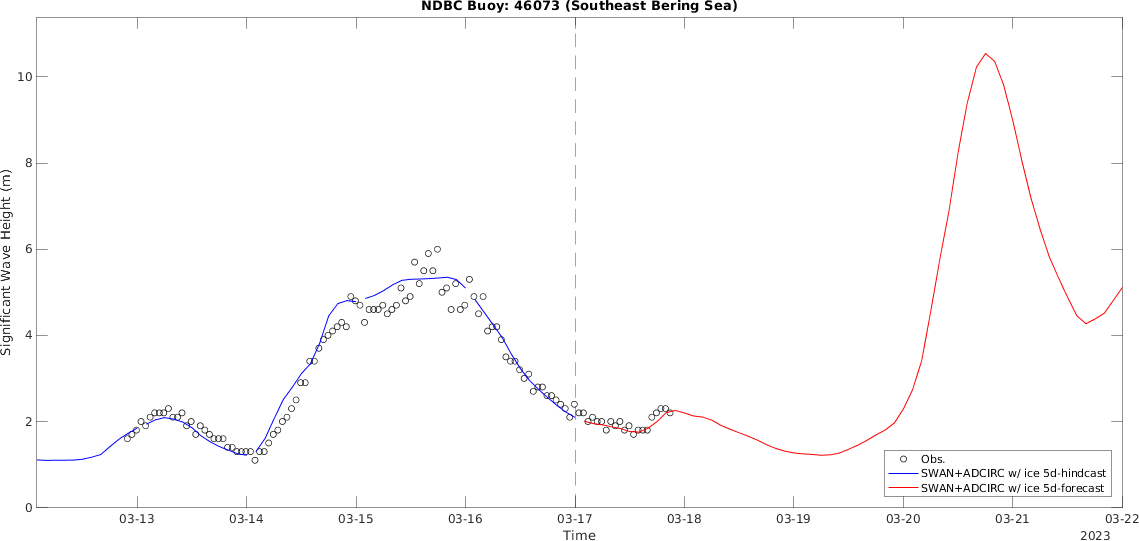 NDBC Buoy: 46073 (Southeast Bering Sea)
Significant Wave Height (m)
10
8
6
4
2
0
Obs.
SWAN+ADCIRC w/ ice 5d-hindcast
SWAN+ADCIRC w/ ice 5d-forecast
03-13 03-14 03-15 03-16 03-17 03-18 03-19 03-20 03-21 03-22
Time
2023